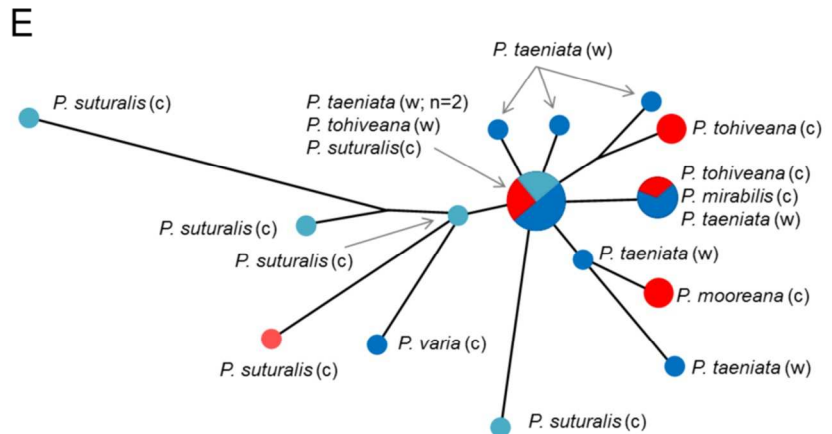 E
P. taeniata (w)
P. suturalis (c)
P. taeniata (w; n=2)
P. tohiveana (w)
P. suturalis(c)
P. tohiveana (c)
P. tohiveana (c)
P. mirabilis (c)
P. taeniata (w)
P. suturalis (c)
P. suturalis (c)
P. taeniata (w)
P. mooreana (c)
P. suturalis (c)
P. varia (c)
P. taeniata (w)
P. suturalis (c)